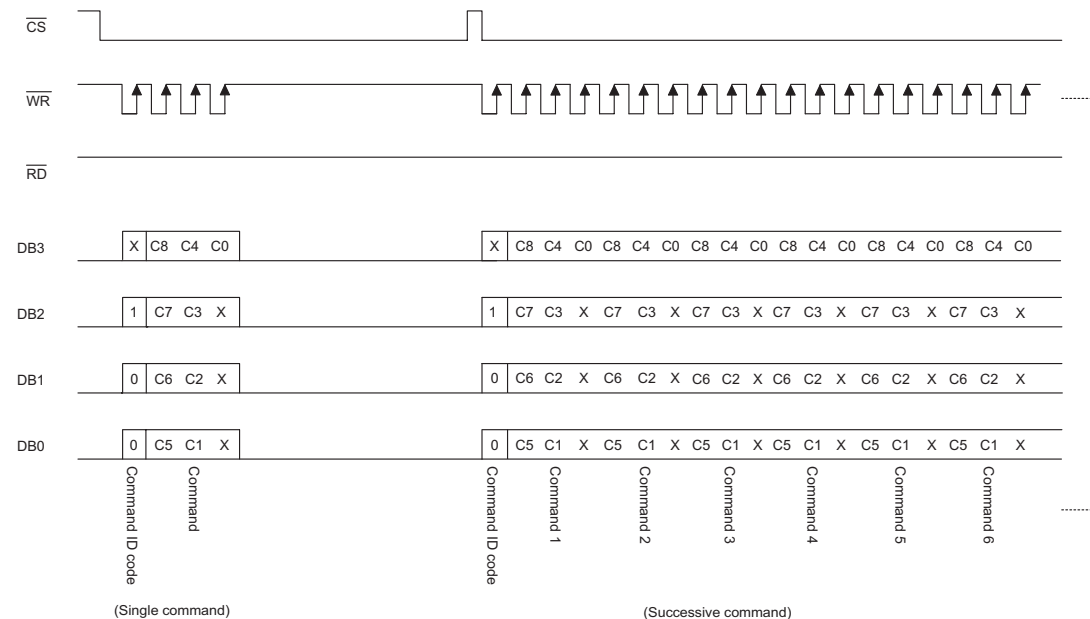 CS
WR
RD
DB3 X C8 C4 C0 X C8 C4 C0 C8 C4 C0 C8 C4 C0 C8 C4 C0 C8 C4 C0 C8 C4 C0
DB2 1 C7 C3 X 1 C7 C3 X C7 C3 X C7 C3 X C7 C3 X C7 C3 X C7 C3 X
DB1 0 C6 C2 X 0 C6 C2 X C6 C2 X C6 C2 X C6 C2 X C6 C2 X C6 C2 X
DB0 0 C5 C1 X 0 C5 C1 X C5 C1 X C5 C1 X C5 C1 X C5 C1 X C5 C1 X
Command ID code
Command
Command ID code
Command 1
Command 2
Command 3
Command 4
Command 5
Command 6
(Single command)
(Successive command)